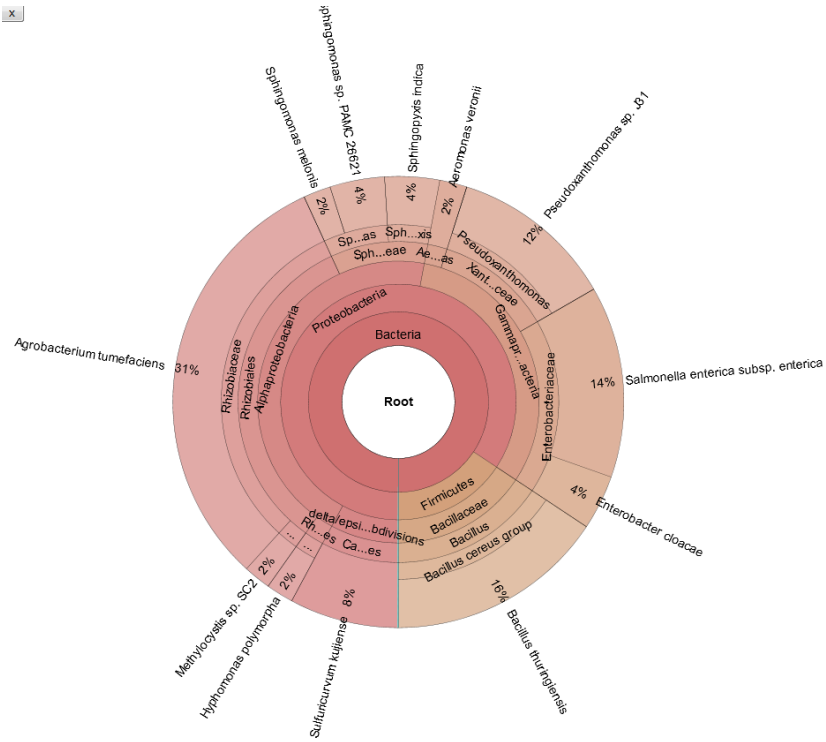 x
Sphingomonas melonis
2%
Sphingomonas sp. PAMC 26621
4%
Sphingopyxis indica
4%
Aeromonas veronii
2%
Pseudoxanthomonas sp. J31
12%
Salmonella enterica subsp. enterica
14%
Enterobacter cloacae
4%
Bacillus thuringiensis
16%
Sulfuricurvum kujiense
8%
Hyphomonas polymorpha
2%
Methylocystis sp. SC2
2%
Agrobacterium tumefaciens
31%
Sp...as
Sph...xis
Sph...eae
Ae...as
Pseudoxanthomonas
Xant...ceae
Gammapr...acteria
Enterobacteriaceae
Proteobacteria
Bacteria
Root
Alphaproteobacteria
Rhizobiales
Rhizobiaceae
Firmicutes
Bacillaceae
Bacillus
Bacillus cereus group
delta/epsi...bdivisions
Rh...es
Ca...es
...
...